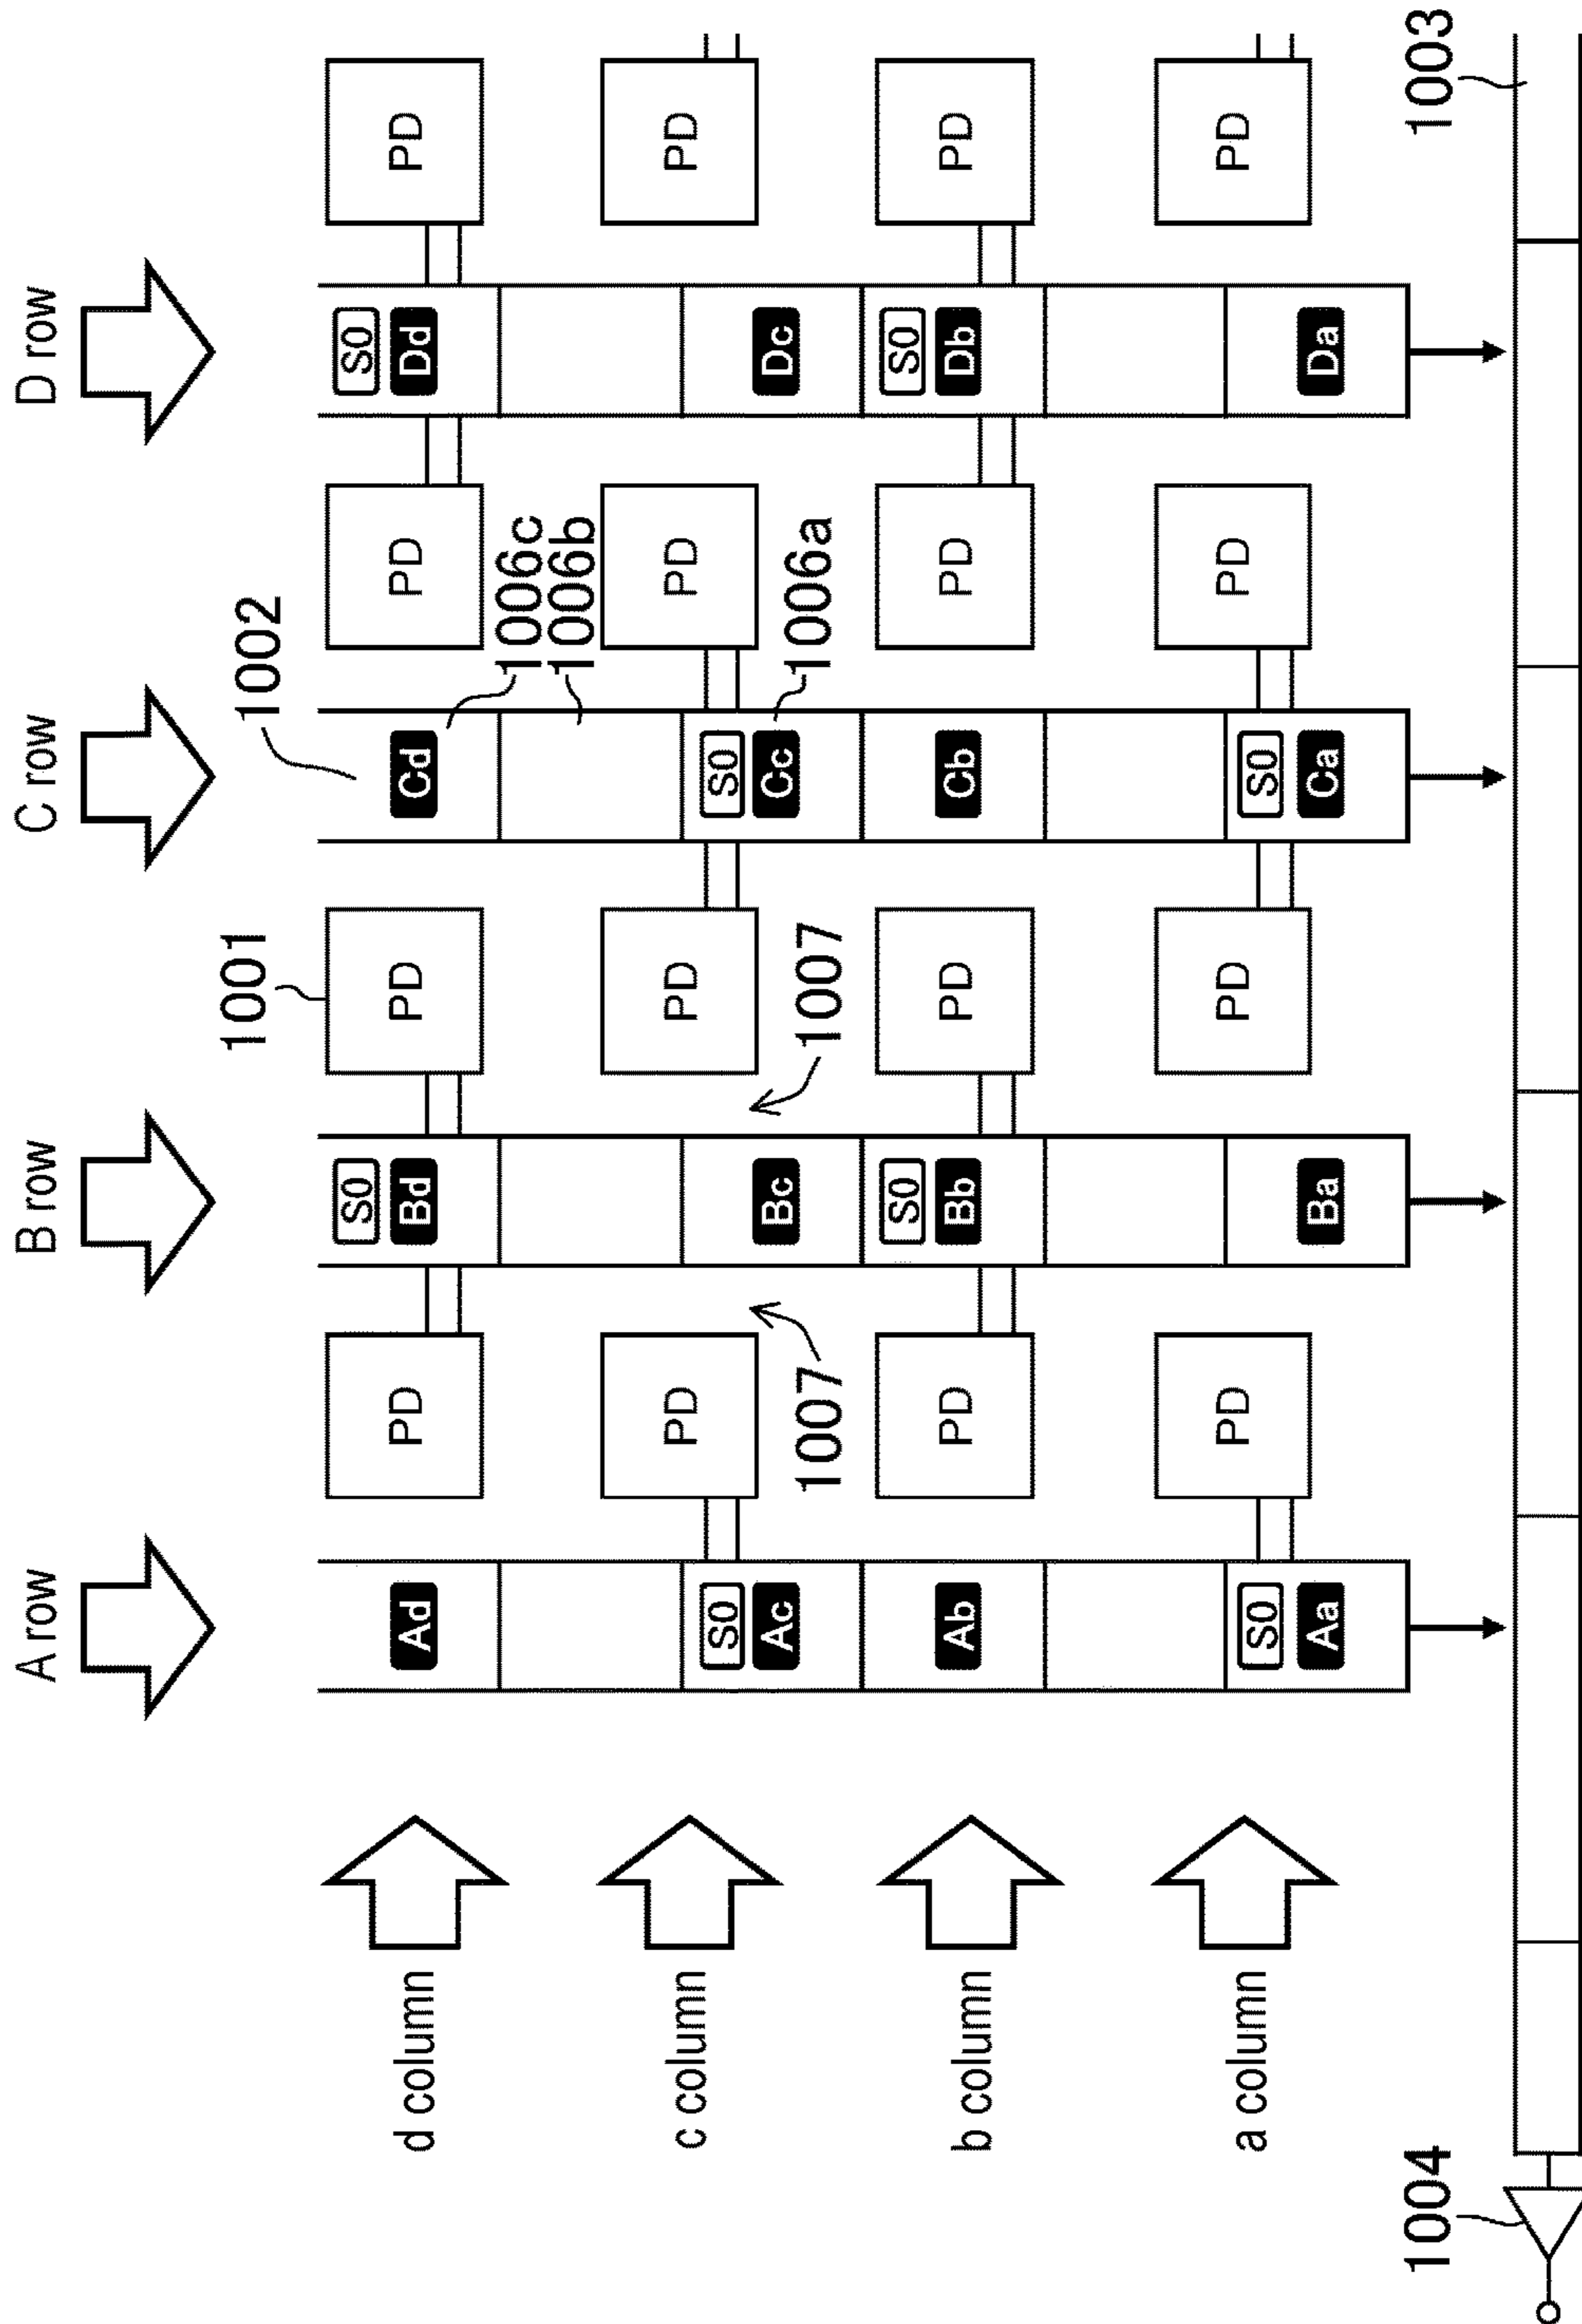 A row B row C row D row
1001 1002
S0 S0
d column Ad PD Bd PD Cd PD Dd PD
1006c
1006b
c column PD PD PD PD
S0 S0
Ac Bc Cc Dc
1007 1007 1006a
S0 S0
b column Ab PD Bb PD Cb PD Db PD
a column PD PD PD PD
S0 S0
Aa Ba Ca Da
1004 1003